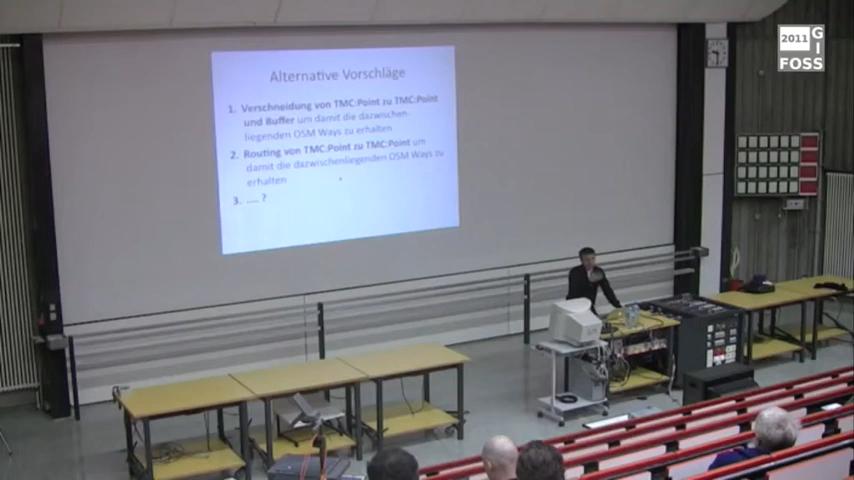 Alternative Vorschläge
1. Verschneidung von TMC:Point zu TMC:Point
und Buffer um damit die dazwischen-
liegenden OSM Ways zu erhalten
2. Routing von TMC:Point zu TMC:Point um
damit die dazwischenliegenden OSM Ways zu
erhalten
3. .... ?
2011
GI
FOSS